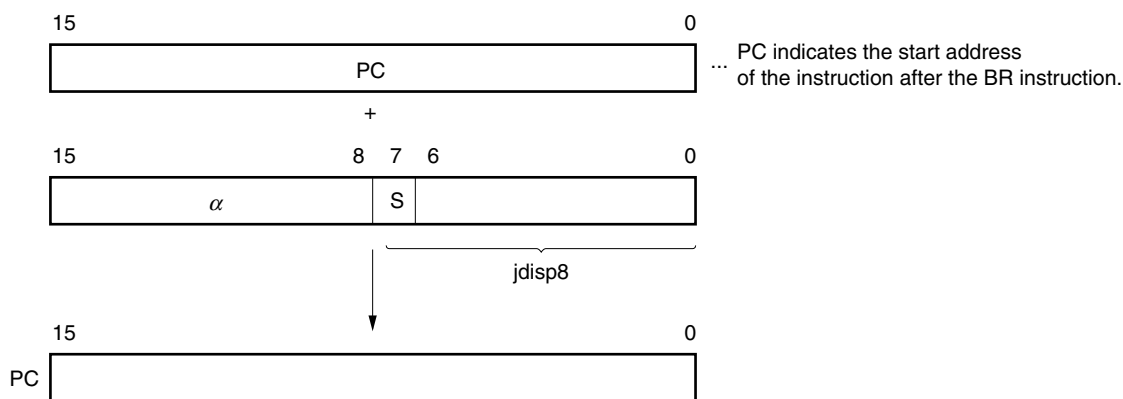 15 0
PC
... PC indicates the start address
of the instruction after the BR instruction.
+
15 8 7 6 0
α S
jdisp8
15 0
PC